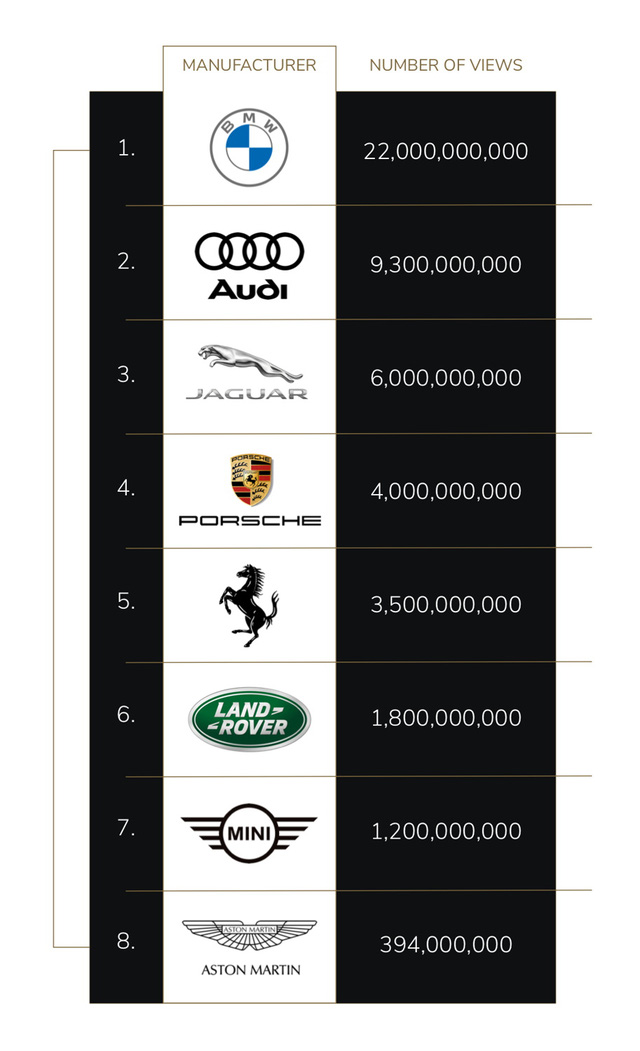 MANUFACTURER NUMBER OF VIEWS
BMW
1. 22,000,000,000
2. 9,300,000,000
Audi
JAGUAR
3. 6,000,000,000
PORSCHE
4. 4,000,000,000
PORSCHE
5. 3,500,000,000
LAND-
6. 1,800,000,000
-ROVER
7. MINI 1,200,000,000
ASTON MARTIN
8. 394,000,000
ASTON MARTIN